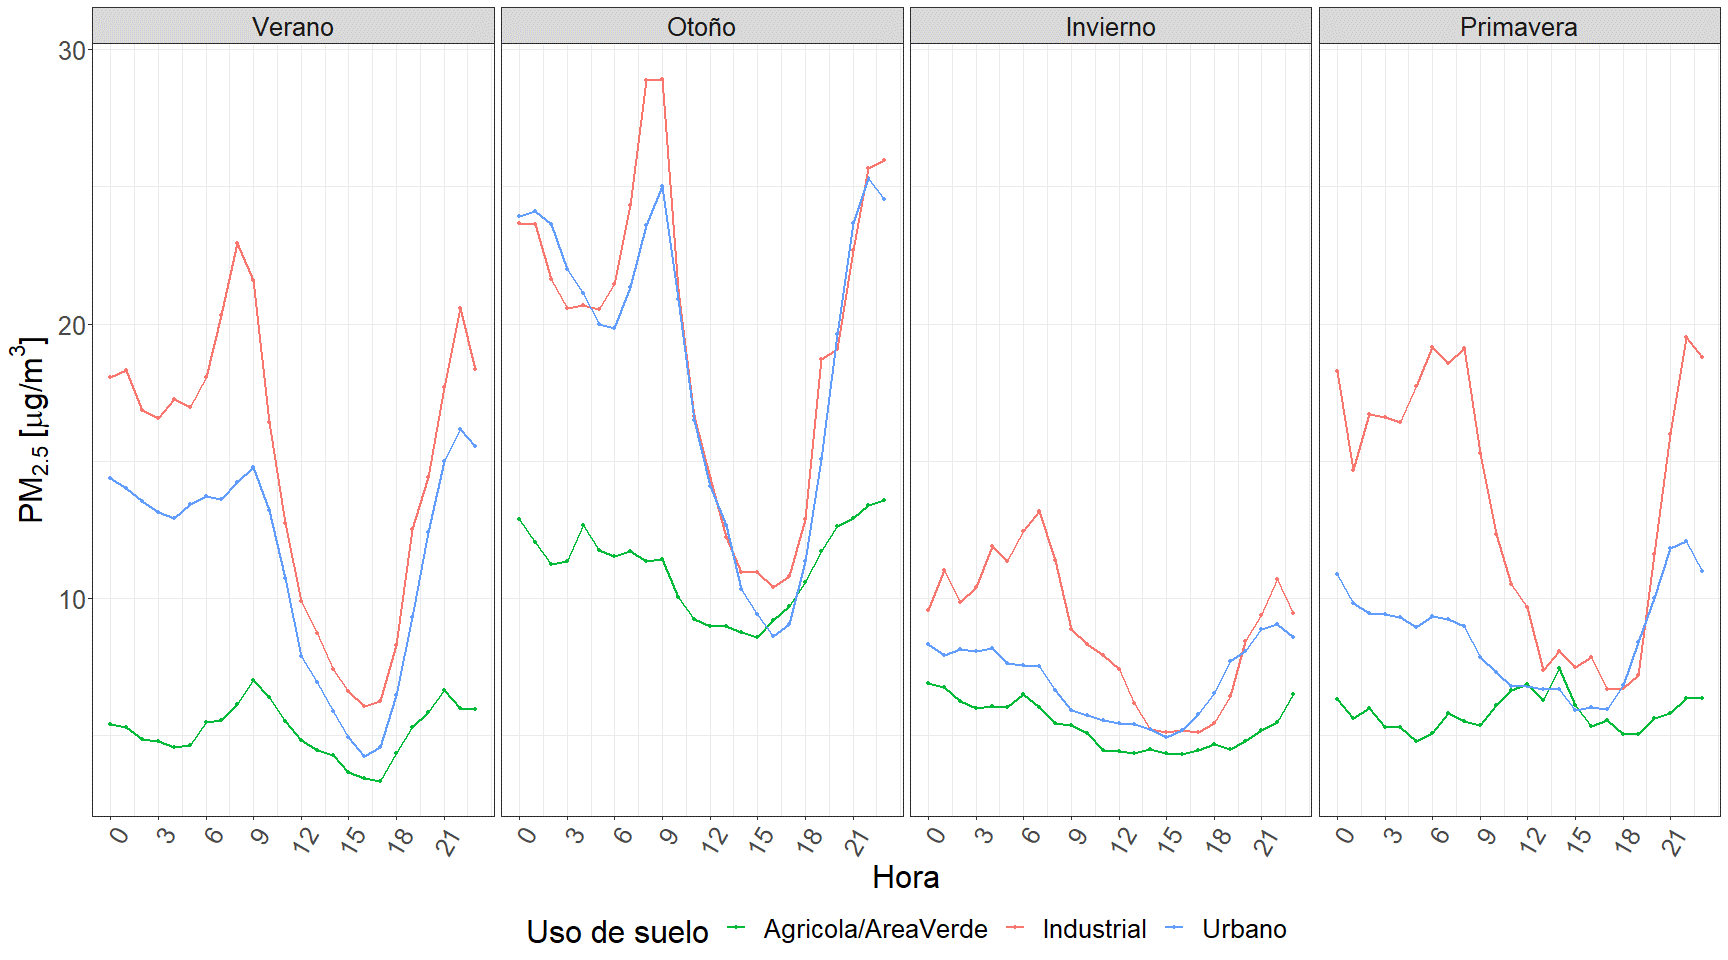 Verano Otoño Invierno Primavera
30
20
10
PM2.5 [µg/m³]
0 3 6 9 12 15 18 21 0 3 6 9 12 15 18 21 0 3 6 9 12 15 18 21 0 3 6 9 12 15 18 21
Hora
Uso de suelo Agricola/AreaVerde Industrial Urbano